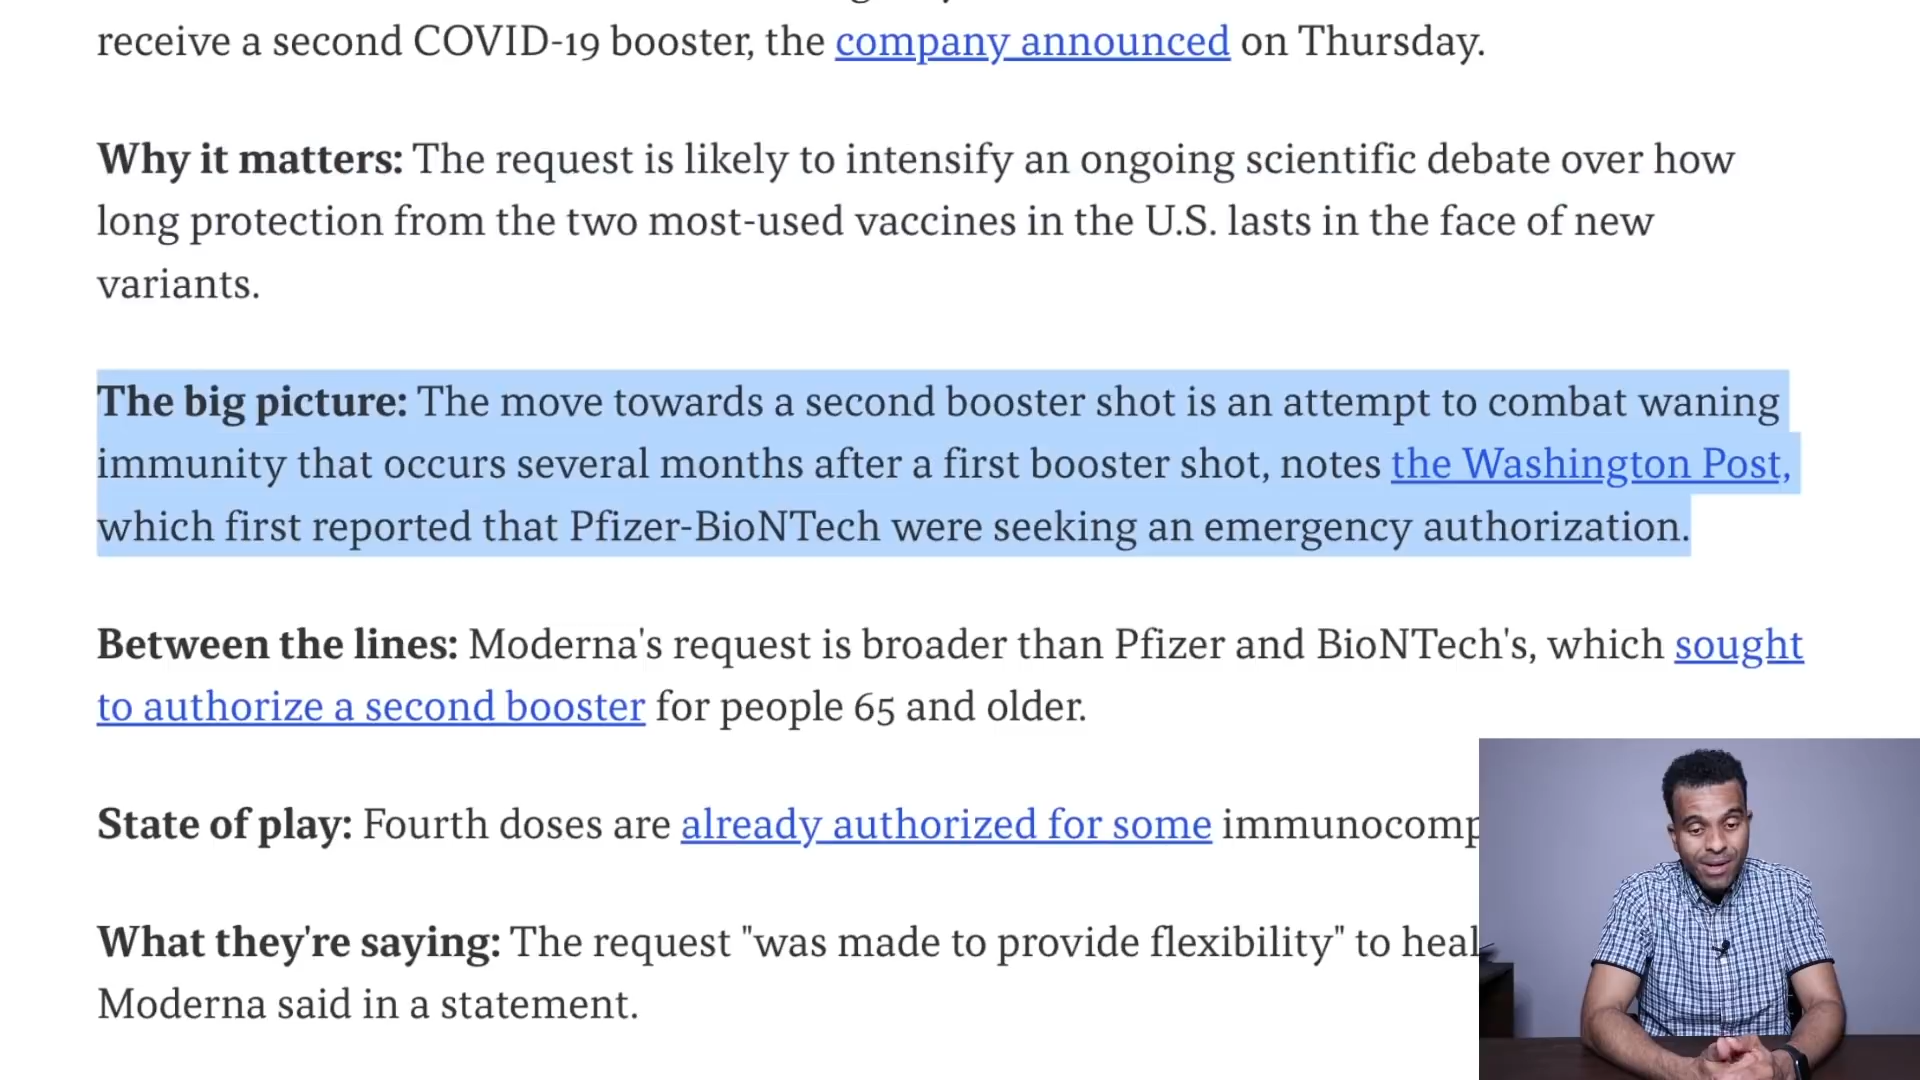 receive a second COVID-19 booster, the company announced on Thursday.
Why it matters: The request is likely to intensify an ongoing scientific debate over how
long protection from the two most-used vaccines in the U.S. lasts in the face of new
variants.
The big picture: The move towards a second booster shot is an attempt to combat waning
immunity that occurs several months after a first booster shot, notes the Washington Post,
which first reported that Pfizer-BioNTech were seeking an emergency authorization.
Between the lines: Moderna's request is broader than Pfizer and BioNTech's, which sought
to authorize a second booster for people 65 and older.
State of play: Fourth doses are already authorized for some immunocomp
What they're saying: The request "was made to provide flexibility" to heal
Moderna said in a statement.